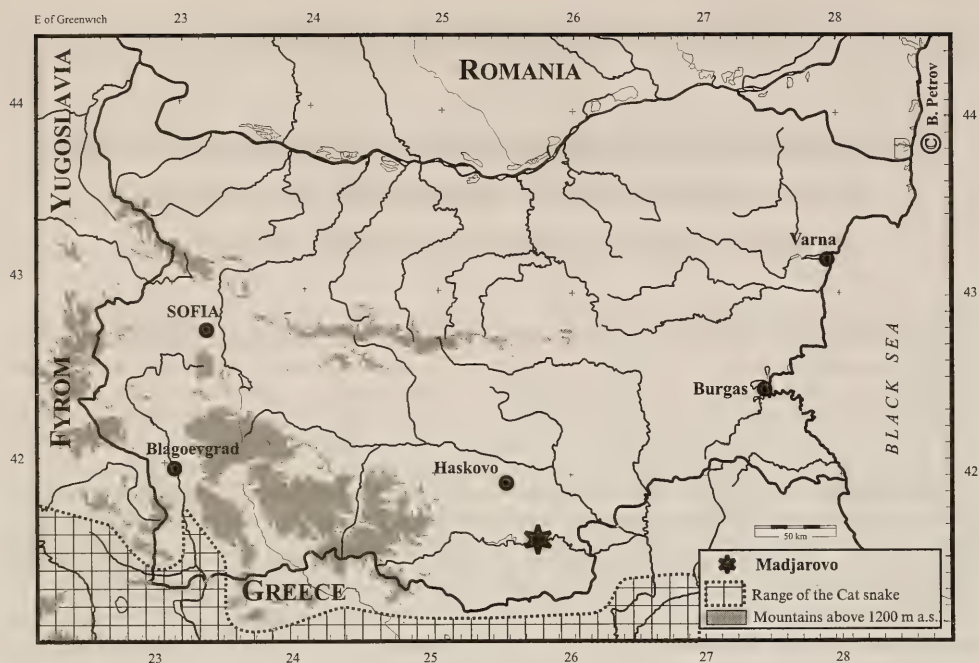 E of Greenwich
23 24 25 26 27 28
YUGOSLAVIA
ROMANIA
© B. Petrov
44 44
Varna
43 43
SOFIA
FYROM
BLACK SEA
Burgas
42 42
Blagoevgrad
Haskovo
50 km
GREECE
Madjarovo
Range of the Cat snake
Mountains above 1200 m a.s.
23 24 25 26 27 28